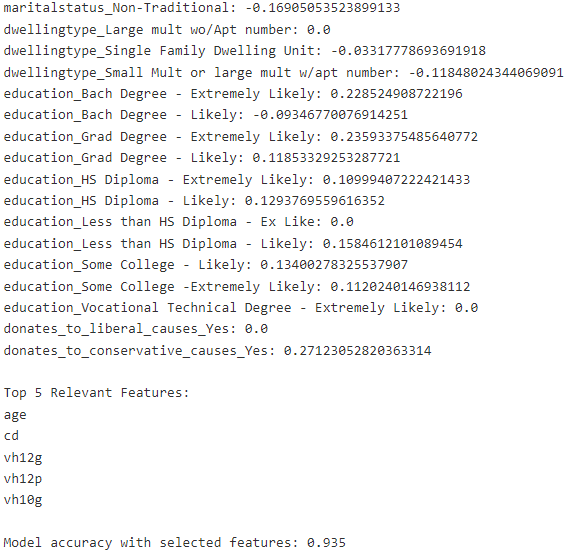 maritalstatus_Non-Traditional: -0.16905053523899133
dwellingtype_Large mult wo/Apt number: 0.0
dwellingtype_Single Family Dwelling Unit: -0.03317778693691918
dwellingtype_Small Mult or large mult w/apt number: -0.11848024344069091
education_Bach Degree - Extremely Likely: 0.228524908722196
education_Bach Degree - Likely: -0.09346770076914251
education_Grad Degree - Extremely Likely: 0.23593375485640772
education_Grad Degree - Likely: 0.11853329253287721
education_HS Diploma - Extremely Likely: 0.10999407222421433
education_HS Diploma - Likely: 0.1293769559616352
education_Less than HS Diploma - Ex Like: 0.0
education_Less than HS Diploma - Likely: 0.1584612101089454
education_Some College - Likely: 0.13400278325537907
education_Some College -Extremely Likely: 0.1120240146938112
education_Vocational Technical Degree - Extremely Likely: 0.0
donates_to_liberal_causes_Yes: 0.0
donates_to_conservative_causes_Yes: 0.27123052820363314
Top 5 Relevant Features:
age
cd
vh12g
vh12p
vh10g
Model accuracy with selected features: 0.935